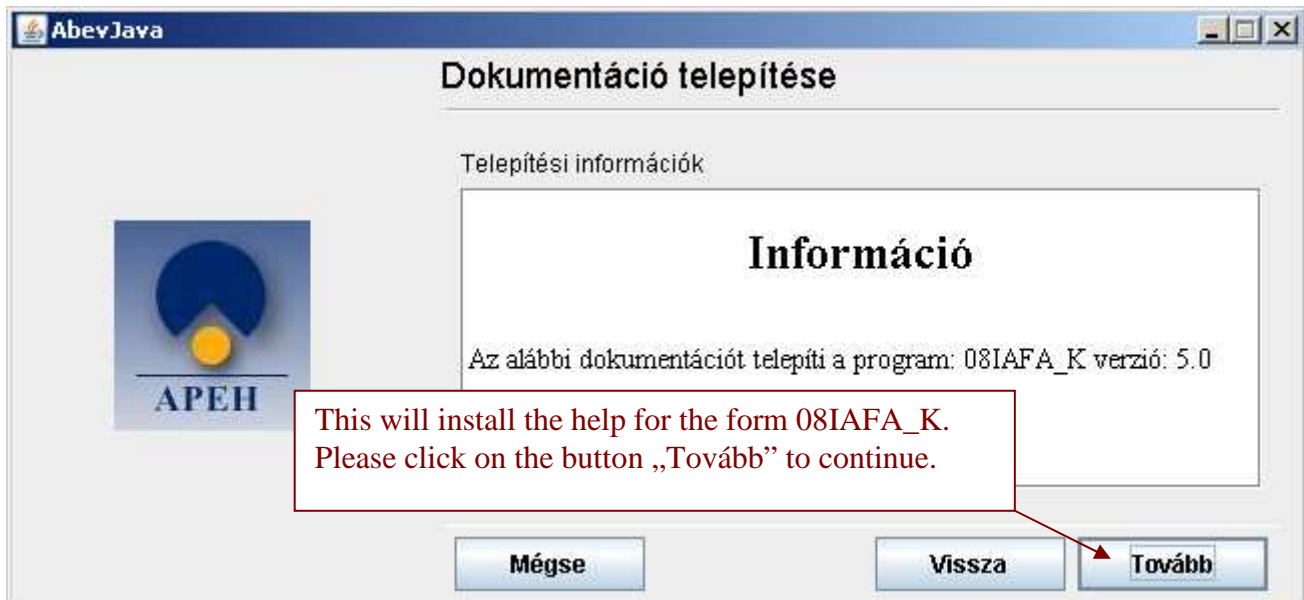 AbevJava
Dokumentáció telepítése
Telepítési információk
Információ
Az alábbi dokumentációt telepíti a program: 08IAFA_K verzió: 5.0
APEH
This will install the help for the form 08IAFA_K.
Please click on the button „Tovább” to continue.
Mégse
Vissza
Tovább